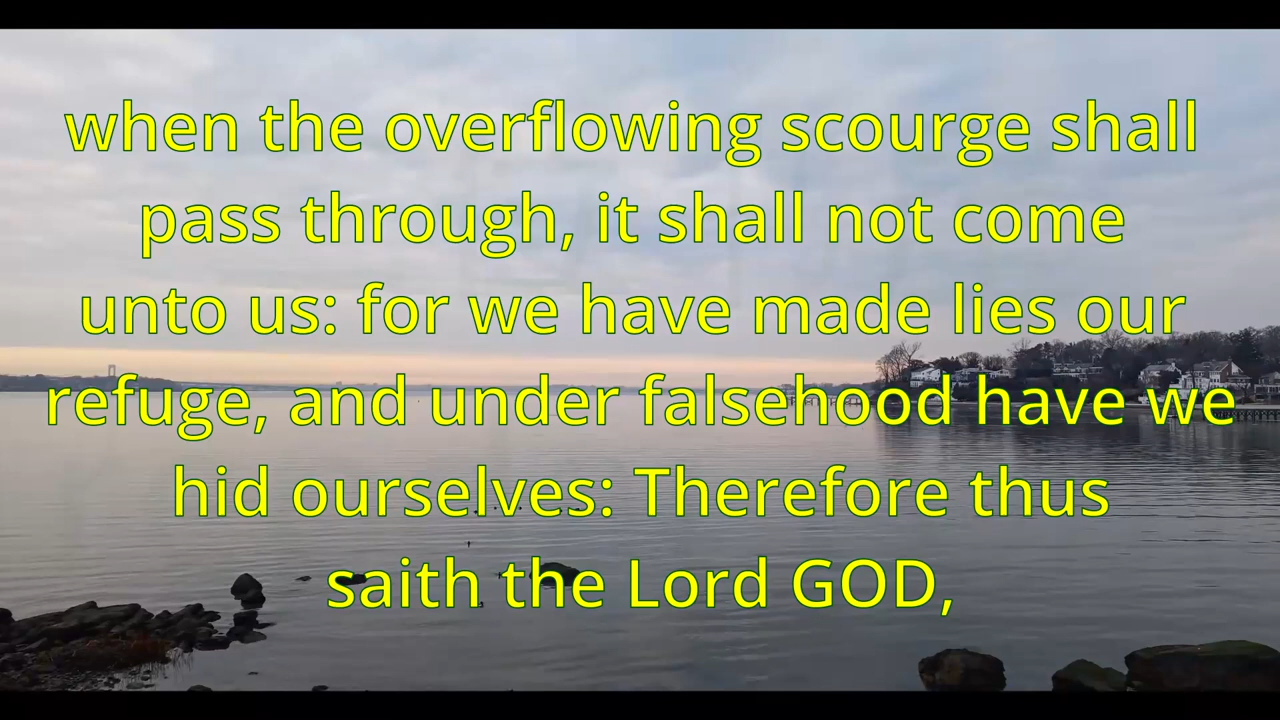 when the overflowing scourge shall
pass through, it shall not come
unto us: for we have made lies our
refuge, and under falsehood have we
hid ourselves: Therefore thus
saith the Lord GOD,